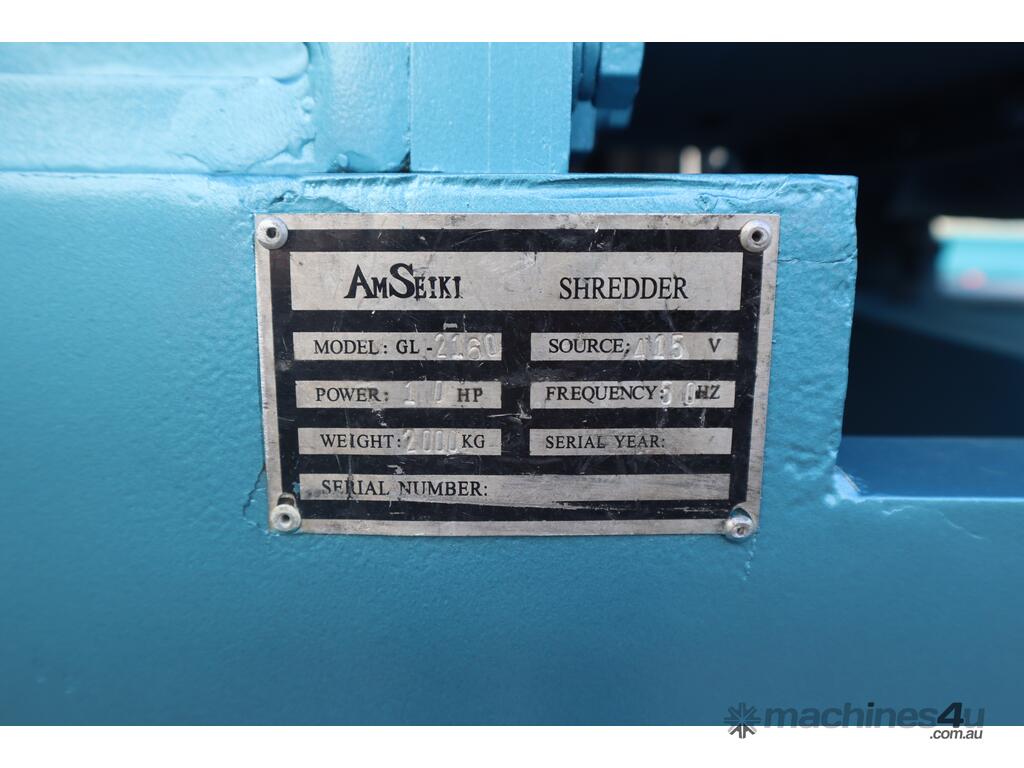 AMSEIKI SHREDDER
MODEL: GL-2160 SOURCE: 415 V
POWER: HP FREQUENCY: 50 HZ
WEIGHT: 2000 KG SERIAL YEAR:
SERIAL NUMBER:
machines4u
.com.au